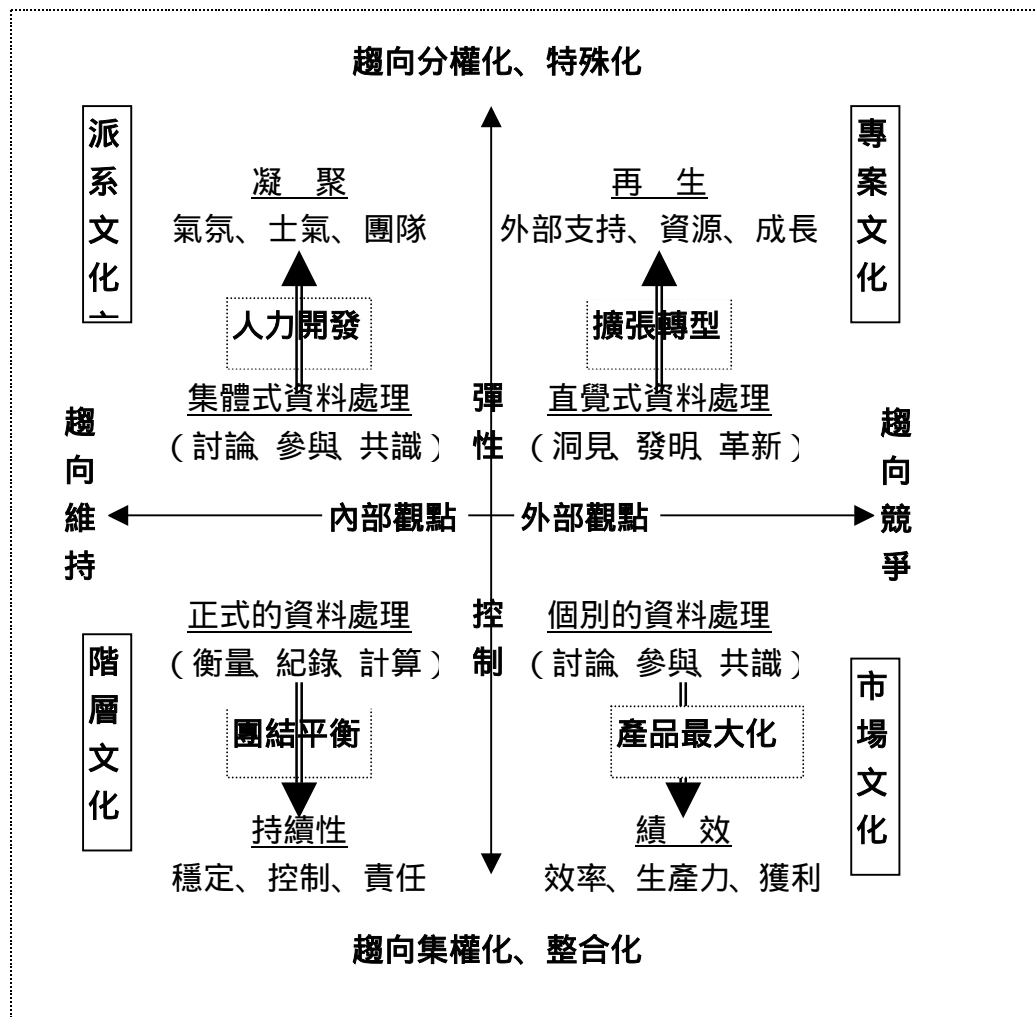 趨向分權化、特殊化
派系文化
專案文化
凝　聚
氣氛、士氣、團隊
再　生
外部支持、資源、成長
人力開發
擴張轉型
集體式資料處理
（討論、參與、共識）
彈性
直覺式資料處理
（洞見、發明、革新）
趨向維持
內部觀點
外部觀點
趨向競爭
正式的資料處理
（衡量、紀錄、計算）
控制
個別的資料處理
（討論、參與、共識）
階層文化
市場文化
團結平衡
產品最大化
持續性
穩定、控制、責任
績　效
效率、生產力、獲利
趨向集權化、整合化